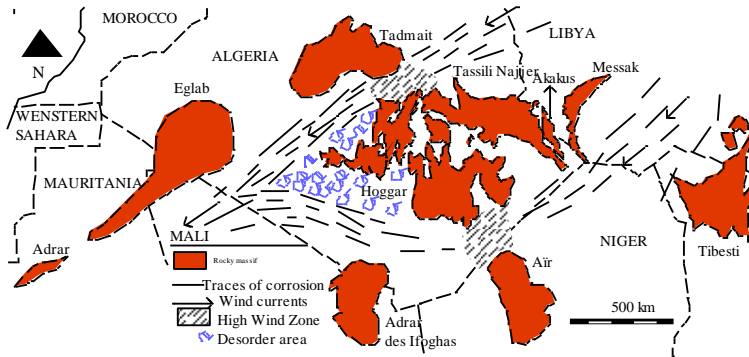 MOROCCO
LIBYA
Tadmait
ALGERIA
N
Tassili Najjer
Akakus
Messak
Eglab
WENSTERN
SAHARA
MAURITANIA
Hoggar
MALI
Rocky massif
NIGER
Tibesti
Adrar
Aïr
Traces of corrosion
Wind currents
High Wind Zone
Desorder area
Adrar
des Ifoghas
500 km